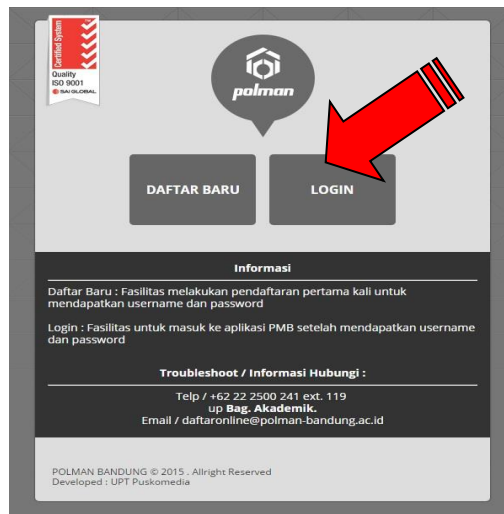 Certified System
Quality
ISO 9001
SAI GLOBAL
polman
DAFTAR BARU
LOGIN
Informasi
Daftar Baru : Fasilitas melakukan pendaftaran pertama kali untuk
mendapatkan username dan password
Login : Fasilitas untuk masuk ke aplikasi PMB setelah mendapatkan username
dan password
Troubleshoot / Informasi Hubungi :
Telp / +62 22 2500 241 ext. 119
up Bag. Akademik.
Email / daftaronline@polman-bandung.ac.id
POLMAN BANDUNG © 2015 . Allright Reserved
Developed : UPT Puskomedia